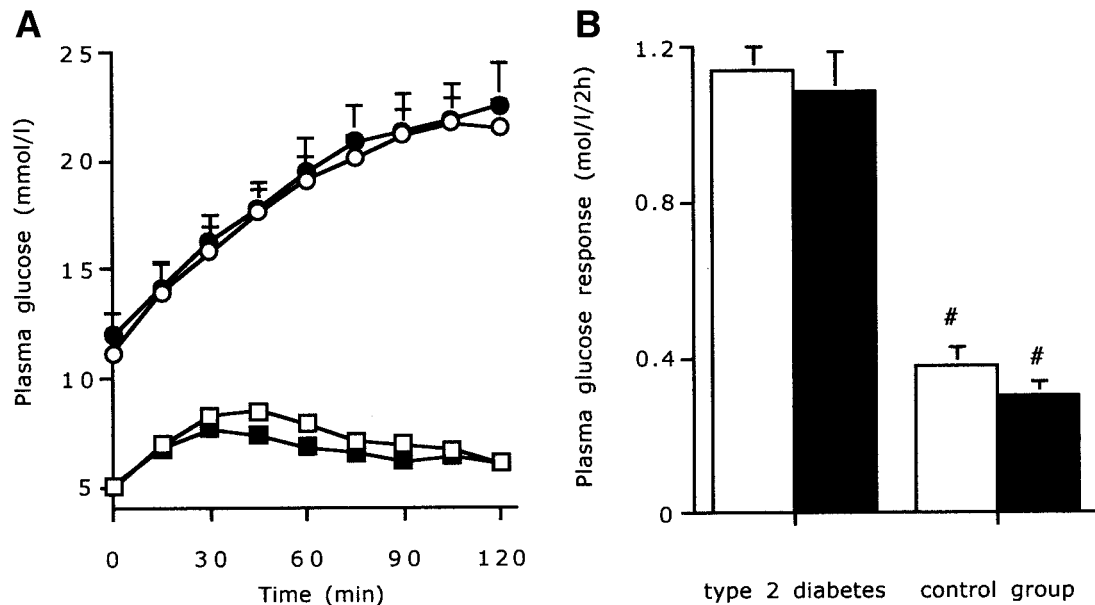 A
25
20
15
10
5
Plasma glucose (mmol/l)
0 30 60 90 120
Time (min)
B
1.2
0.8
0.4
0
Plasma glucose response (mol/l/2h)
#
#
type 2 diabetes control group